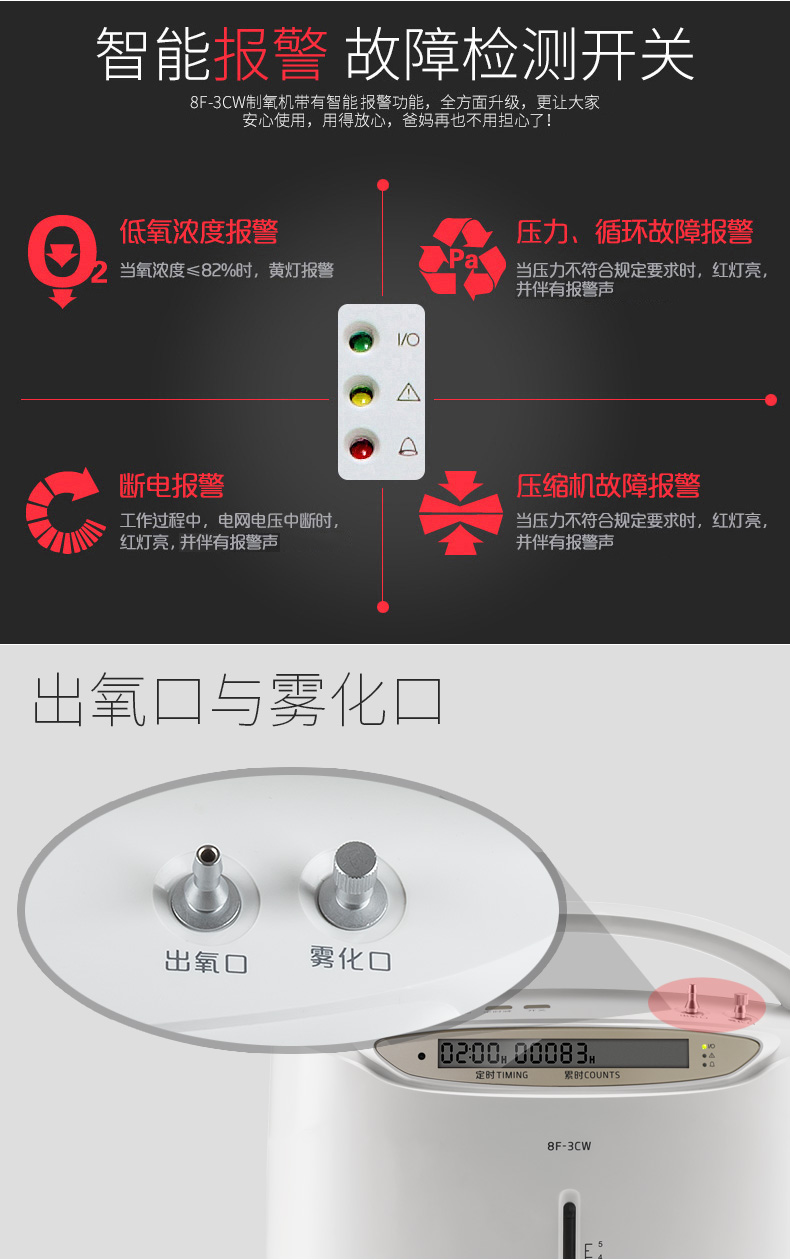 智能报警 故障检测开关
8F-3CW制氧机带有智能报警功能，全方面升级，更让大家
安心使用，用得放心，爸妈再也不用担心了！
O2
低氧浓度报警
当氧浓度≤82%时，黄灯报警
Pa
压力、循环故障报警
当压力不符合规定要求时，红灯亮，
并伴有报警声
I/O
断电报警
工作过程中，电网电压中断时，
红灯亮，并伴有报警声
压缩机故障报警
当压力不符合规定要求时，红灯亮，
并伴有报警声
出氧口与雾化口
出氧口
雾化口
02:00H 00083H
I/O
定时TIMING 累时COUNTS
8F-3CW
5
4